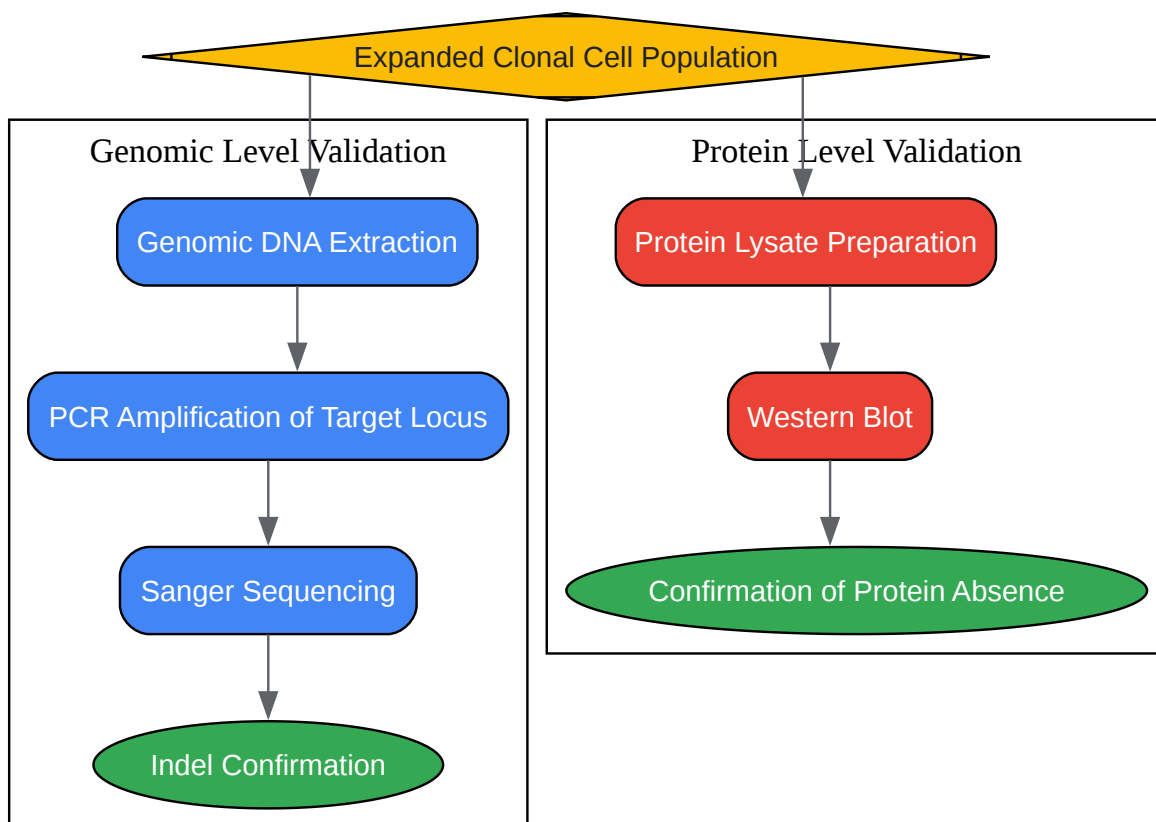 Expanded Clonal Cell Population
Genomic Level Validation
Genomic DNA Extraction
PCR Amplification of Target Locus
Sanger Sequencing
Indel Confirmation
Protein Level Validation
Protein Lysate Preparation
Western Blot
Confirmation of Protein Absence